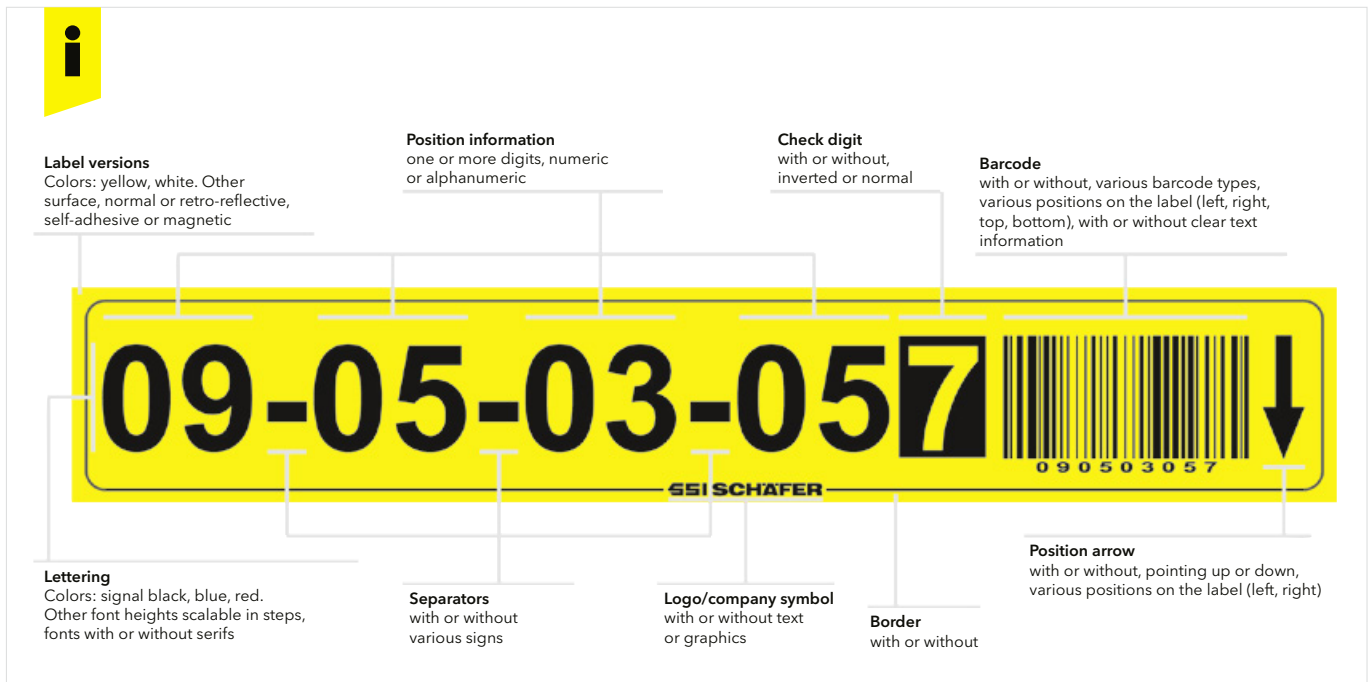 i
Label versions
Colors: yellow, white. Other
surface, normal or retro-reflective,
self-adhesive or magnetic
Position information
one or more digits, numeric
or alphanumeric
Check digit
with or without,
inverted or normal
Barcode
with or without, various barcode types,
various positions on the label (left, right,
top, bottom), with or without clear text
information
09-05-03-05 7
090503057
SSI SCHÄFER
Lettering
Colors: signal black, blue, red.
Other font heights scalable in steps,
fonts with or without serifs
Separators
with or without
various signs
Logo/company symbol
with or without text
or graphics
Border
with or without
Position arrow
with or without, pointing up or down,
various positions on the label (left, right)